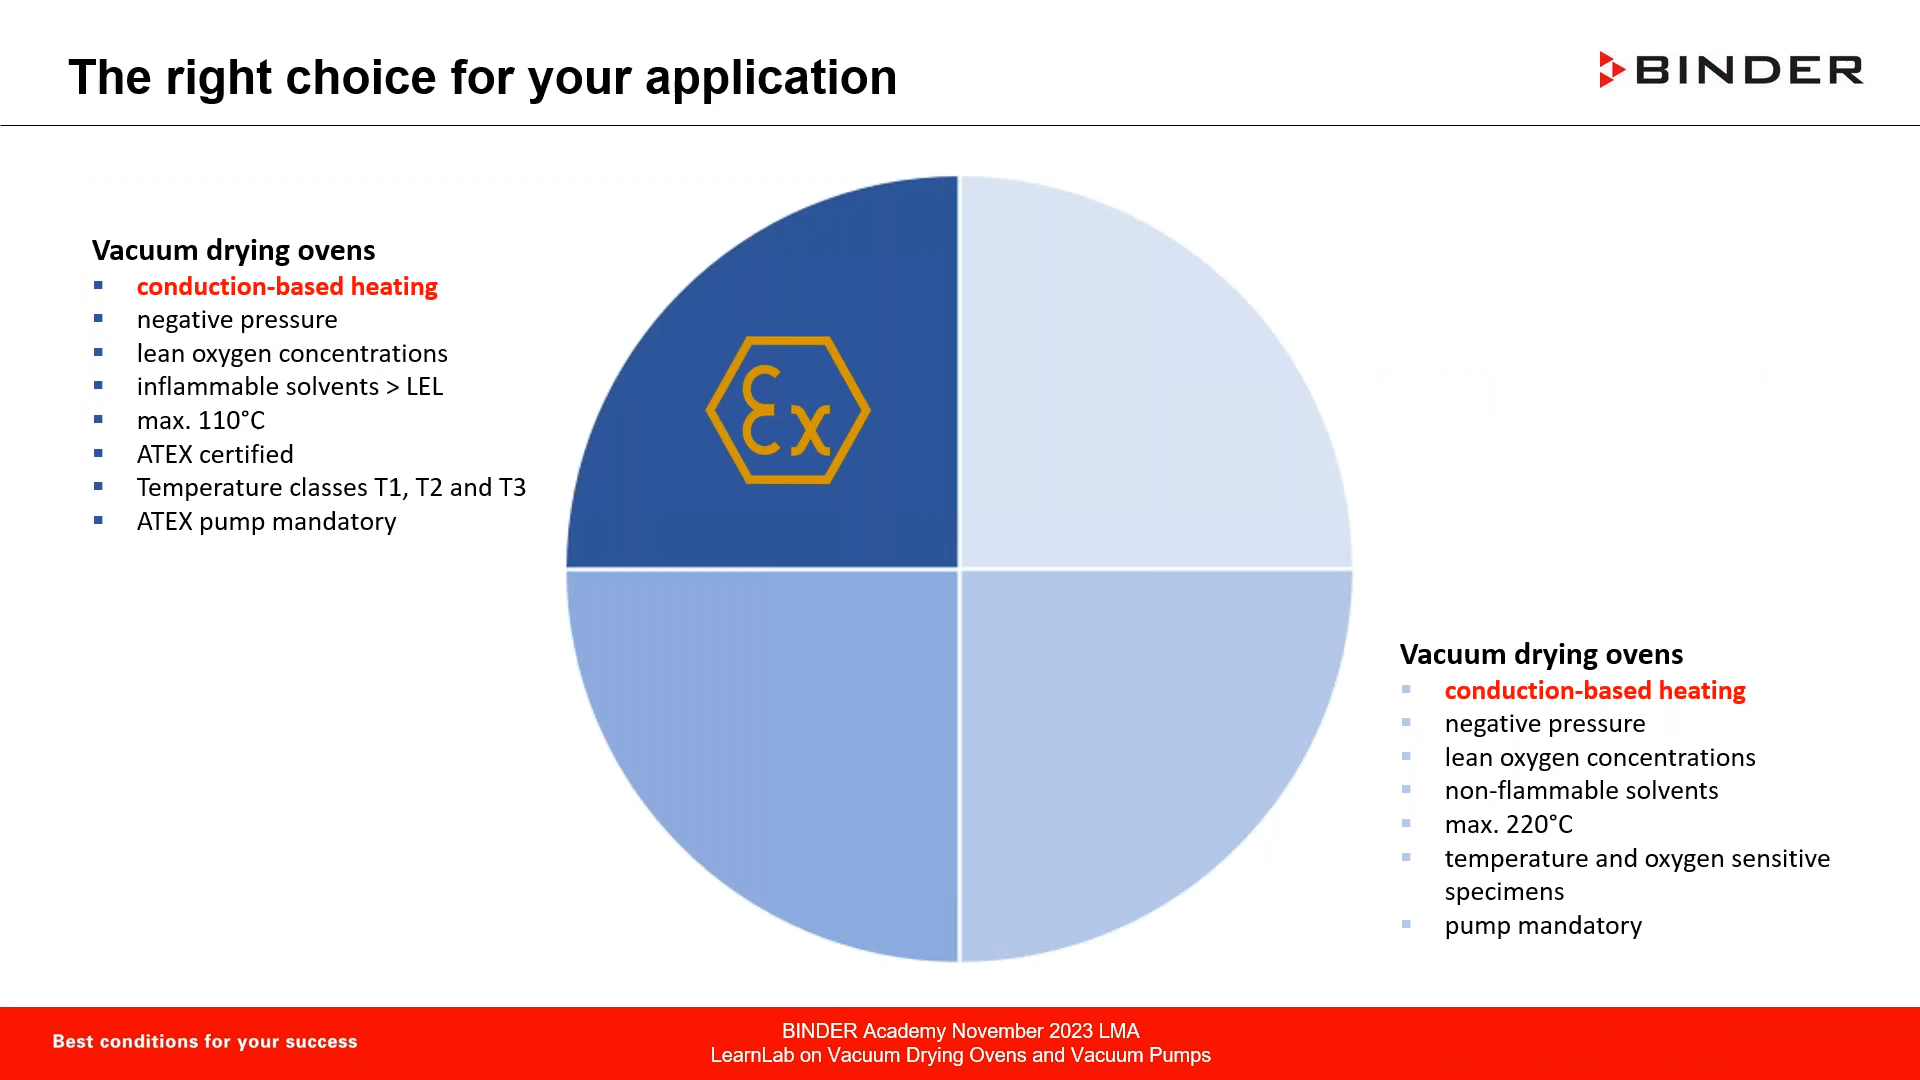 The right choice for your application
BINDER
Vacuum drying ovens
conduction-based heating
negative pressure
lean oxygen concentrations
inflammable solvents > LEL
max. 110°C
ATEX certified
Temperature classes T1, T2 and T3
ATEX pump mandatory
Ex
Vacuum drying ovens
conduction-based heating
negative pressure
lean oxygen concentrations
non-flammable solvents
max. 220°C
temperature and oxygen sensitive
specimens
pump mandatory
Best conditions for your success
BINDER Academy November 2023 LMA
LearnLab on Vacuum Drying Ovens and Vacuum Pumps